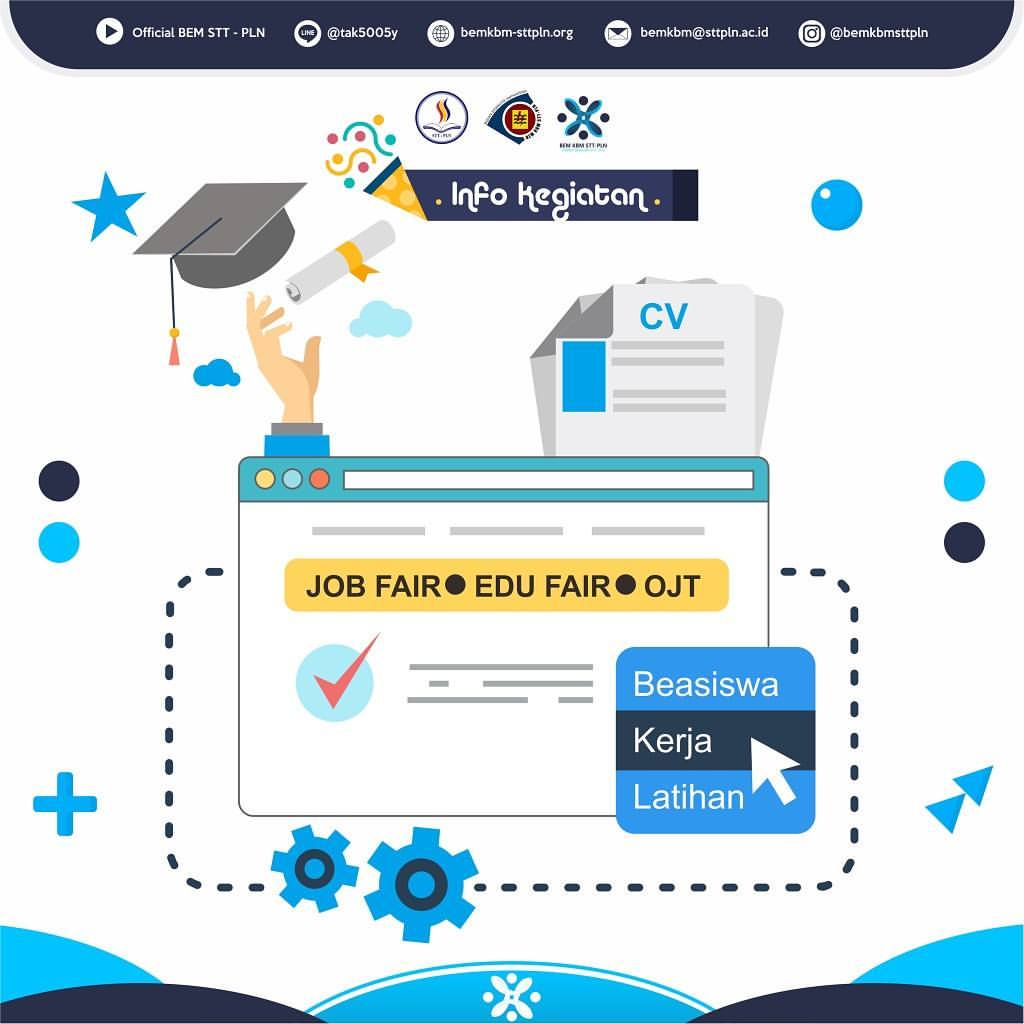 Official BEM STT - PLN
LINE
@tak5005y
bemkbm-sttpln.org
bemkbm@sttpln.ac.id
@bemkbmsttpln
STT - PLN
BEM KBM STT-PLN
Info Kegiatan
CV
JOB FAIR● EDU FAIR● OJT
Beasiswa
Kerja
Latihan